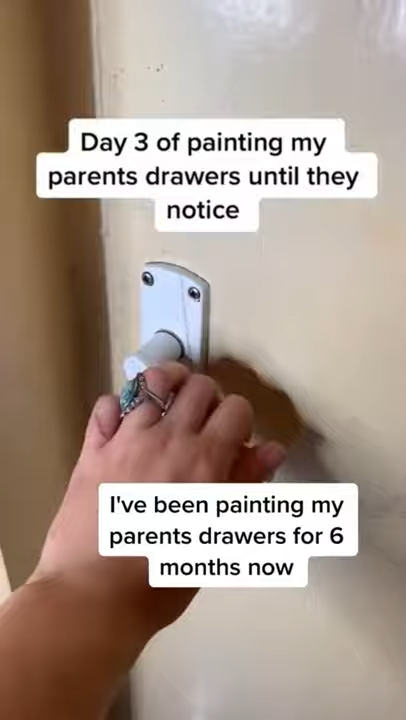 Day 3 of painting my
parents drawers until they
notice
I've been painting my
parents drawers for 6
months now